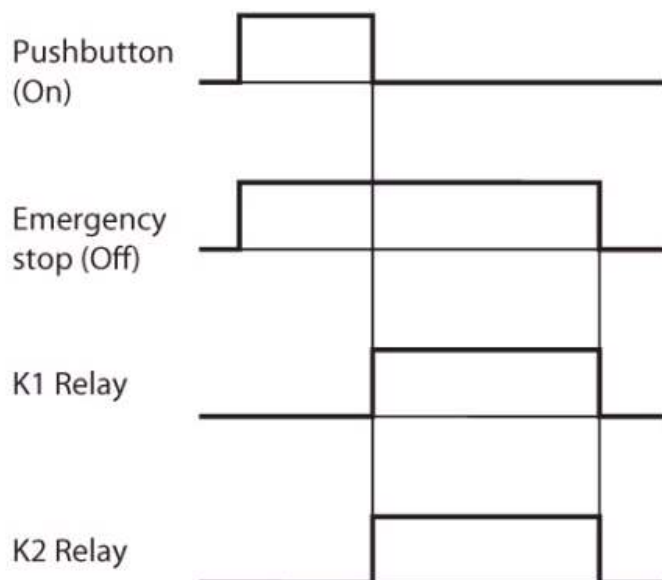 Pushbutton
(On)
Emergency
stop (Off)
K1 Relay
K2 Relay